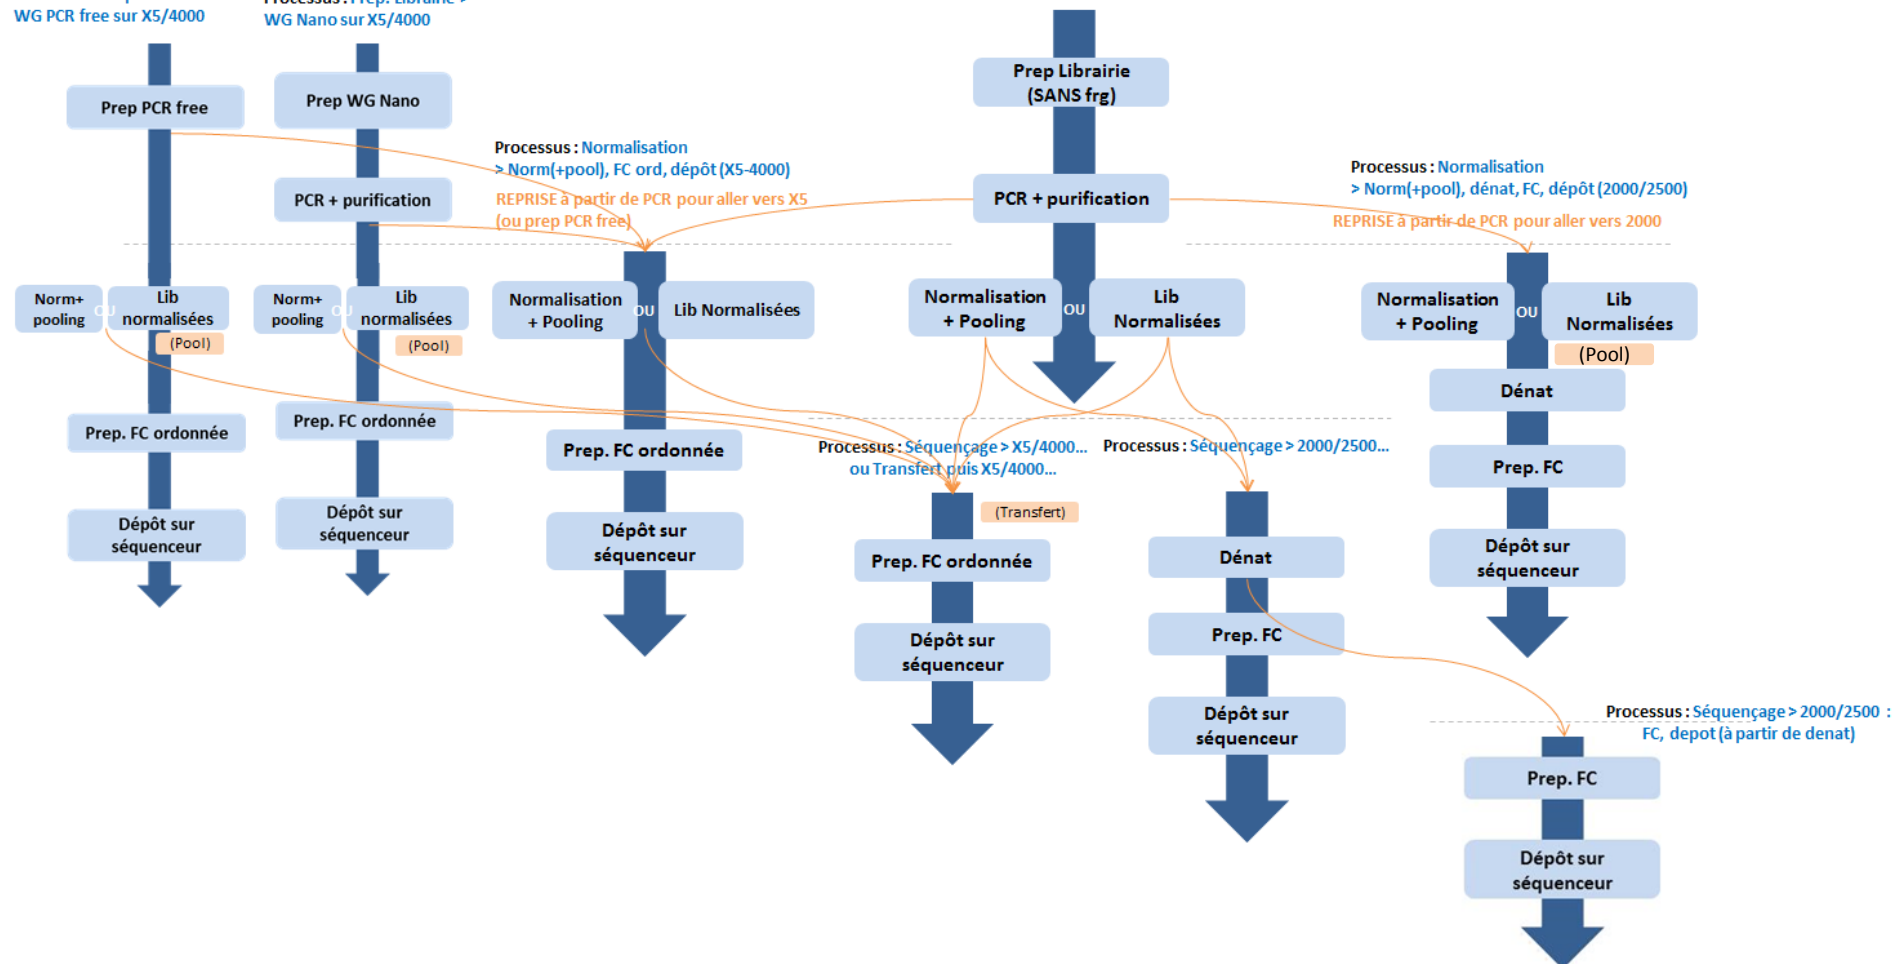 WG PCR free sur X5/4000
Processus : Prep. Librairie >
WG Nano sur X5/4000
Prep PCR free
Norm+
pooling
OU
Lib
normalisées
(Pool)
Prep. FC ordonnée
Dépôt sur
séquenceur
Prep WG Nano
PCR + purification
Norm+
pooling
OU
Lib
normalisées
(Pool)
Prep. FC ordonnée
Dépôt sur
séquenceur
Processus : Normalisation
> Norm(+pool), FC ord, dépôt (X5-4000)
REPRISE à partir de PCR pour aller vers X5
(ou prep PCR free)
Normalisation
+ Pooling
OU
Lib Normalisées
Prep. FC ordonnée
Dépôt sur
séquenceur
Prep Librairie
(SANS frg)
PCR + purification
Normalisation
+ Pooling
OU
Lib
Normalisées
Processus : Séquençage > X5/4000...
ou Transfert puis X5/4000...
(Transfert)
Prep. FC ordonnée
Dépôt sur
séquenceur
Processus : Séquençage > 2000/2500...
Dénat
Prep. FC
Dépôt sur
séquenceur
Processus : Normalisation
> Norm(+pool), dénat, FC, dépôt (2000/2500)
REPRISE à partir de PCR pour aller vers 2000
Normalisation
+ Pooling
OU
Lib
Normalisées
(Pool)
Dénat
Prep. FC
Dépôt sur
séquenceur
Processus : Séquençage > 2000/2500 :
FC, depot (à partir de denat)
Prep. FC
Dépôt sur
séquenceur